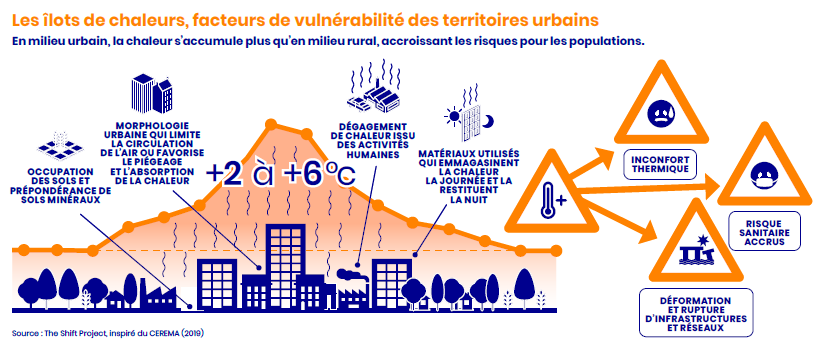 Les îlots de chaleurs, facteurs de vulnérabilité des territoires urbains
En milieu urbain, la chaleur s'accumule plus qu'en milieu rural, accroissant les risques pour les populations.
OCCUPATION
DES SOLS ET
PRÉPONDÉRANCE DE
SOLS MINÉRAUX
MORPHOLOGIE
URBAINE QUI LIMITE
LA CIRCULATION
DE L'AIR OU FAVORISE
LE PIÉGEAGE
ET L'ABSORPTION
DE LA CHALEUR
+2 à +6°C
DÉGAGEMENT
DE CHALEUR ISSU
DES ACTIVITÉS
HUMAINES
MATÉRIAUX UTILISÉS
QUI EMMAGASINENT
LA CHALEUR
LA JOURNÉE ET LA
RESTITUENT
LA NUIT
+
INCONFORT
THERMIQUE
RISQUE
SANITAIRE
ACCRUS
DÉFORMATION
ET RUPTURE
D'INFRASTRUCTURES
ET RÉSEAUX
Source : The Shift Project, inspiré du CEREMA (2019)